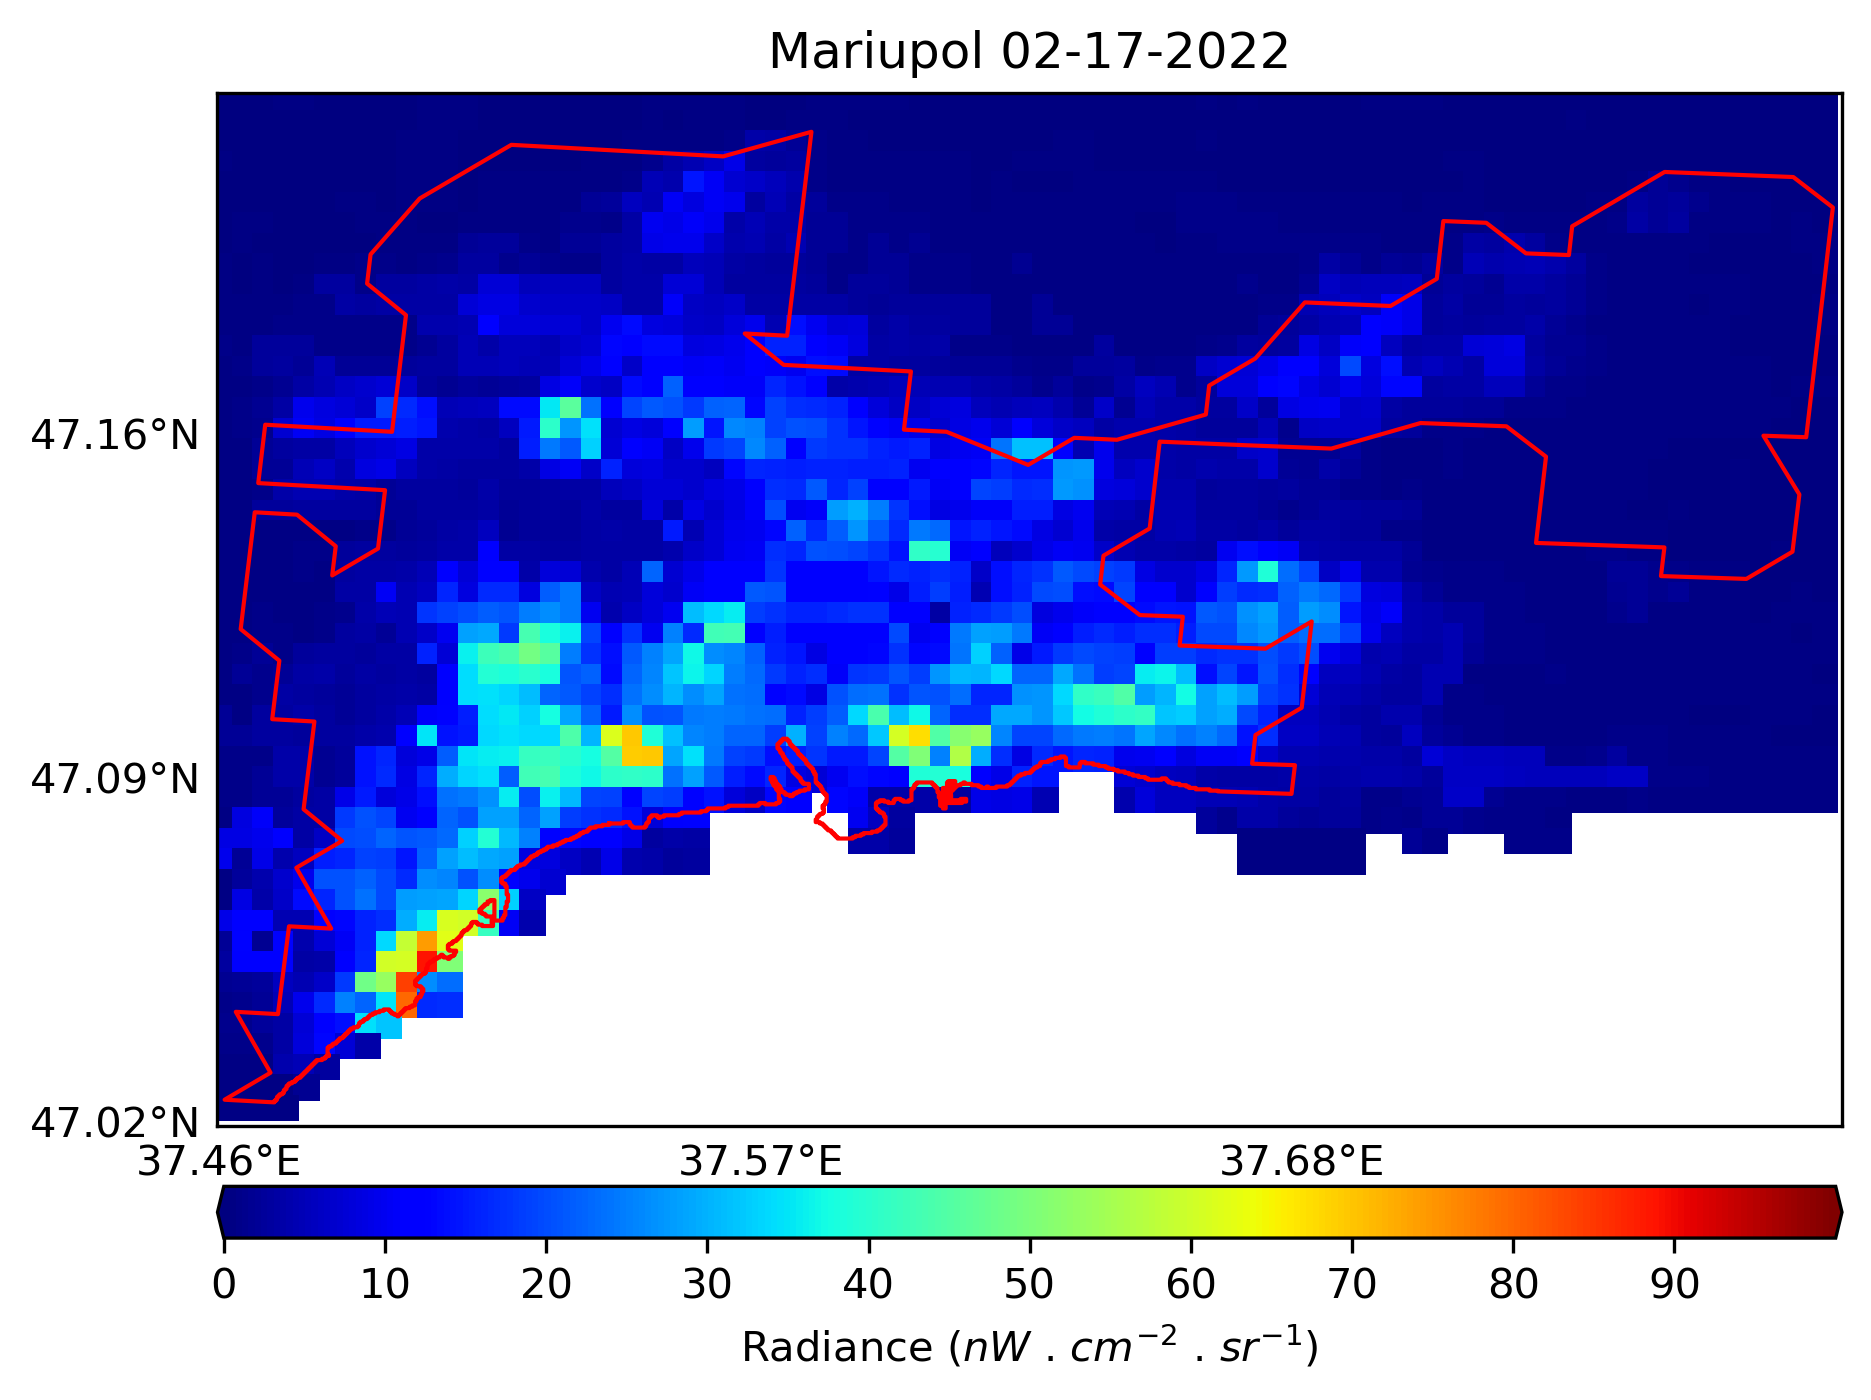 Mariupol 02-17-2022
47.16°N
47.09°N
47.02°N
37.46°E 37.57°E 37.68°E
0 10 20 30 40 50 60 70 80 90
Radiance (nW . cm⁻² . sr⁻¹)